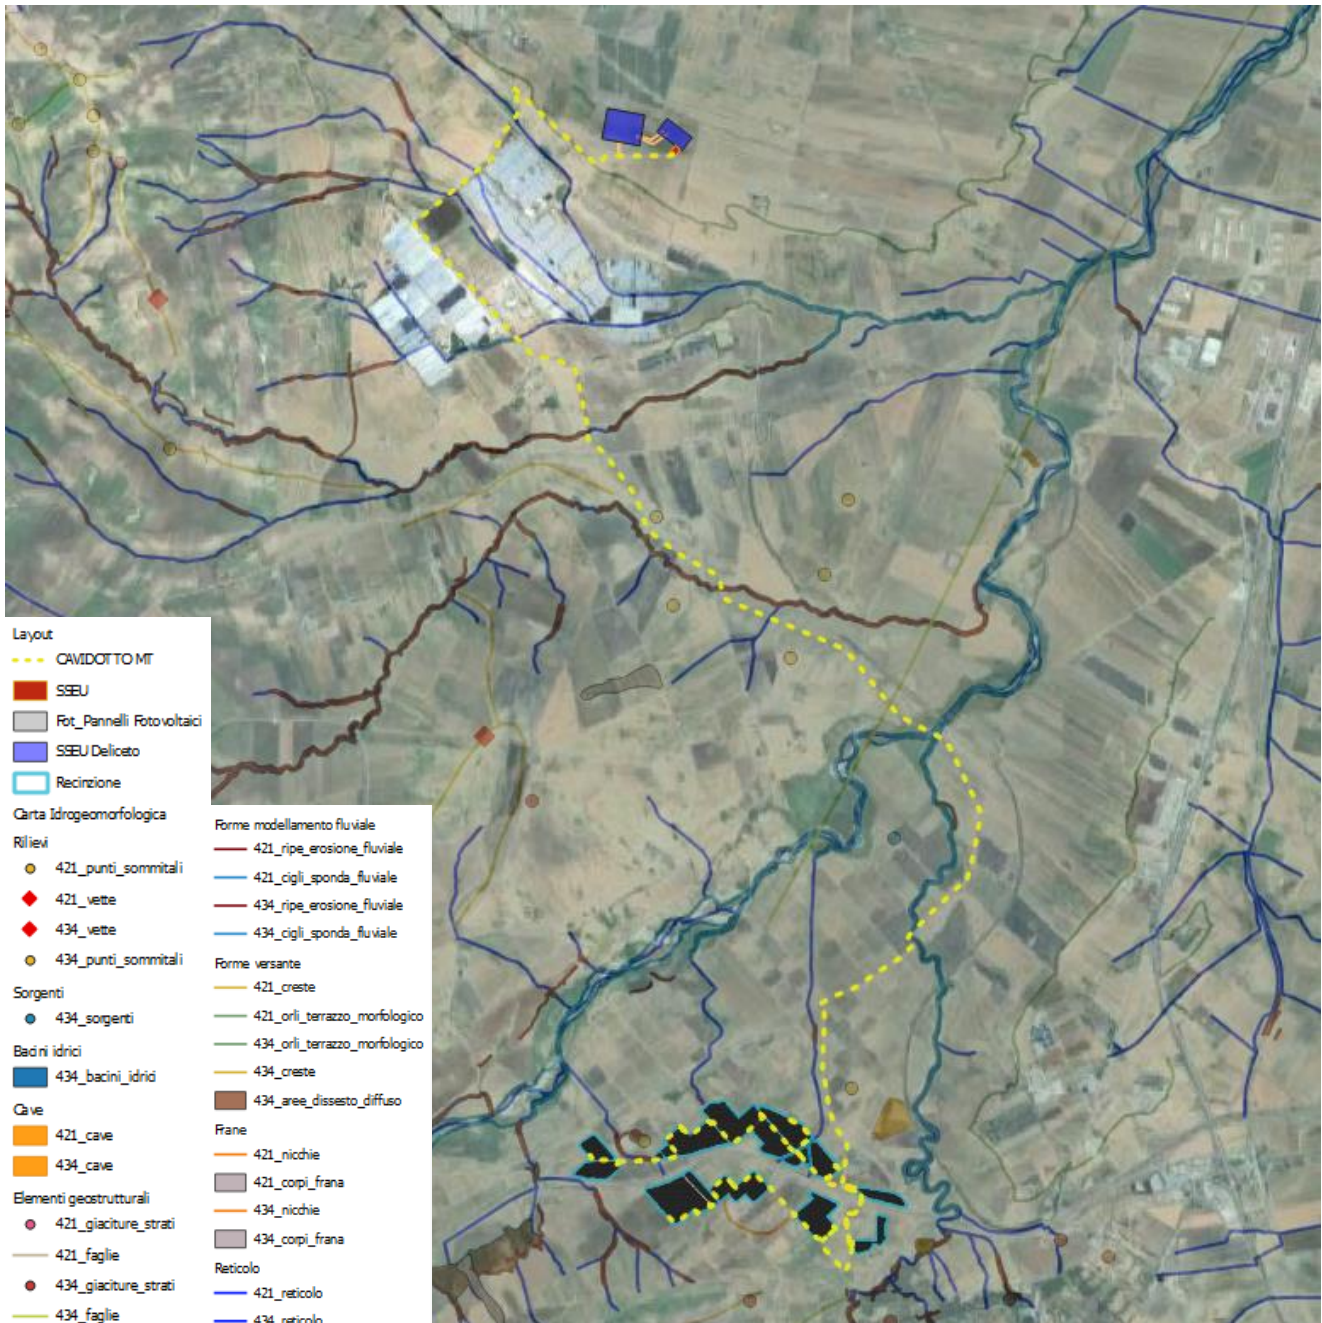 Layout
CAVIDOTTO MT
SSEU
Fot_Pannelli Fotovoltaici
SSEU Deliceto
Recinzione
Carta Idrogeomorfologica
Rilievi
421_punti_sommitali
421_vette
434_vette
434_punti_sommitali
Sorgenti
434_sorgenti
Bacini idrici
434_bacini_idrici
Cave
421_cave
434_cave
Elementi geostrutturali
421_giaciture_strati
421_faglie
434_giaciture_strati
434_faglie
Forme modellamento fluviale
421_ripe_erosione_fluviale
421_cigli_sponda_fluviale
434_ripe_erosione_fluviale
434_cigli_sponda_fluviale
Forme versante
421_creste
421_orli_terrazzo_morfologico
434_orli_terrazzo_morfologico
434_creste
434_aree_dissesto_diffuso
Frane
421_nicchie
421_corpi_frana
434_nicchie
434_corpi_frana
Reticolo
421_reticolo
434_reticolo